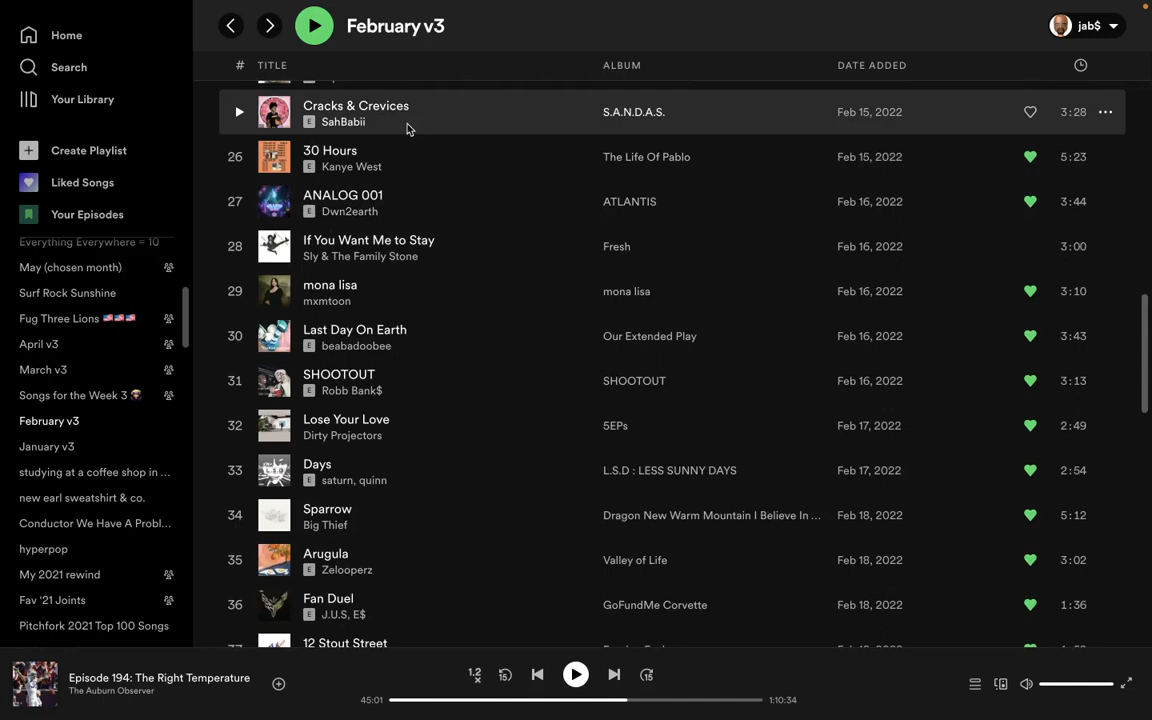 Home
Search
Your Library
Create Playlist
Liked Songs
Your Episodes
Everything Everywhere = 10
May (chosen month)
Surf Rock Sunshine
Fug Three Lions 🇺🇸🇺🇸🇺🇸
April v3
March v3
Songs for the Week 3
February v3
January v3
studying at a coffee shop in ...
new earl sweatshirt & co.
Conductor We Have A Probl...
hyperpop
My 2021 rewind
Fav '21 Joints
Pitchfork 2021 Top 100 Songs
February v3
jab$
# TITLE ALBUM DATE ADDED
Cracks & Crevices
E SahBabii
S.A.N.D.A.S. Feb 15, 2022 3:28
26 30 Hours
E Kanye West
The Life Of Pablo Feb 15, 2022 5:23
27 ANALOG 001
E Dwn2earth
ATLANTIS Feb 16, 2022 3:44
28 If You Want Me to Stay
Sly & The Family Stone
Fresh Feb 16, 2022 3:00
29 mona lisa
mxmtoon
mona lisa Feb 16, 2022 3:10
30 Last Day On Earth
E beabadoobee
Our Extended Play Feb 16, 2022 3:43
31 SHOOTOUT
E Robb Bank$
SHOOTOUT Feb 16, 2022 3:13
32 Lose Your Love
Dirty Projectors
5EPs Feb 17, 2022 2:49
33 Days
E saturn, quinn
L.S.D : LESS SUNNY DAYS Feb 17, 2022 2:54
34 Sparrow
Big Thief
Dragon New Warm Mountain I Believe In ... Feb 18, 2022 5:12
35 Arugula
E Zelooperz
Valley of Life Feb 18, 2022 3:02
36 Fan Duel
E J.U.S, E$
GoFundMe Corvette Feb 18, 2022 1:36
12 Stout Street
Episode 194: The Right Temperature
The Auburn Observer
1.2x 15 15
45:01 1:10:34